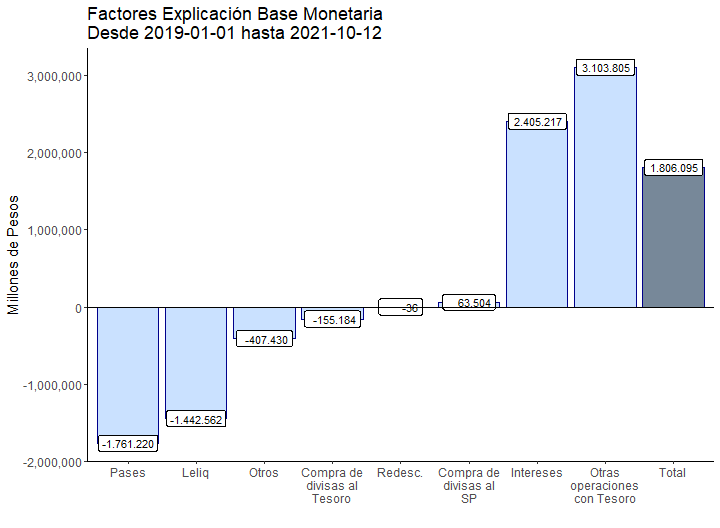 Factores Explicación Base Monetaria
Desde 2019-01-01 hasta 2021-10-12
Millones de Pesos
3,000,000
2,000,000
1,000,000
0
-1,000,000
-2,000,000
-1.761.220
-1.442.562
-407.430
-155.184
-36
63.504
2.405.217
3.103.805
1.806.095
Pases
Leliq
Otros
Compra de
divisas al
Tesoro
Redesc.
Compra de
divisas al
SP
Intereses
Otras
operaciones
con Tesoro
Total